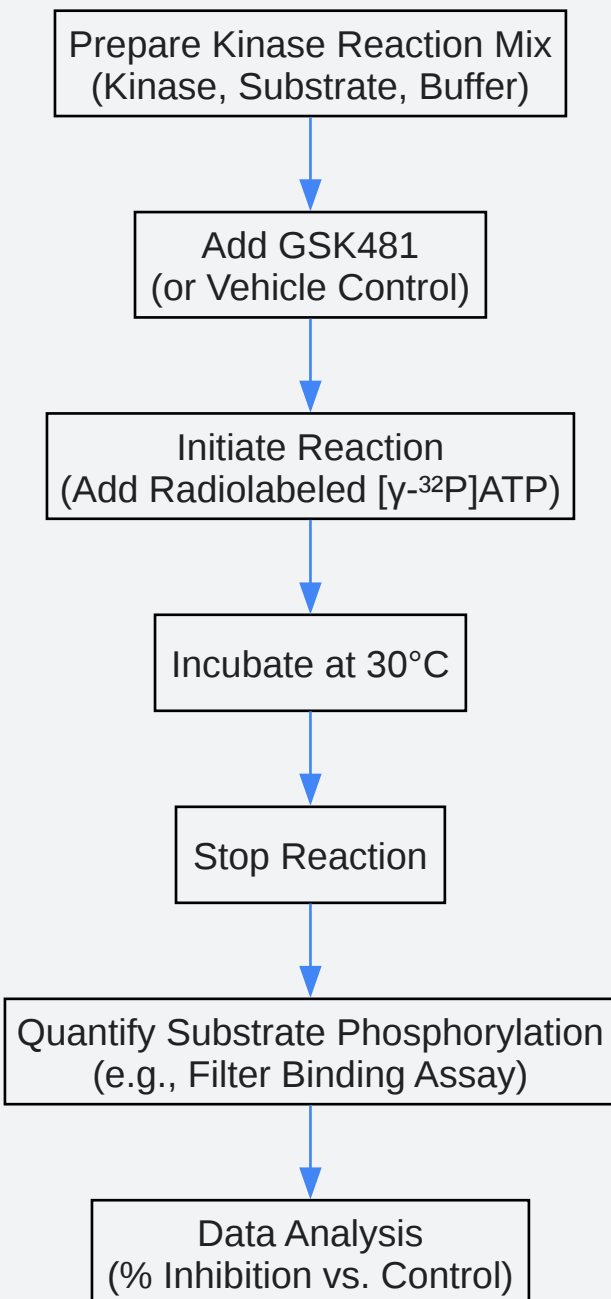 Prepare Kinase Reaction Mix
(Kinase, Substrate, Buffer)
Add GSK481
(or Vehicle Control)
Initiate Reaction
(Add Radiolabeled [γ-³²P]ATP)
Incubate at 30°C
Stop Reaction
Quantify Substrate Phosphorylation
(e.g., Filter Binding Assay)
Data Analysis
(% Inhibition vs. Control)